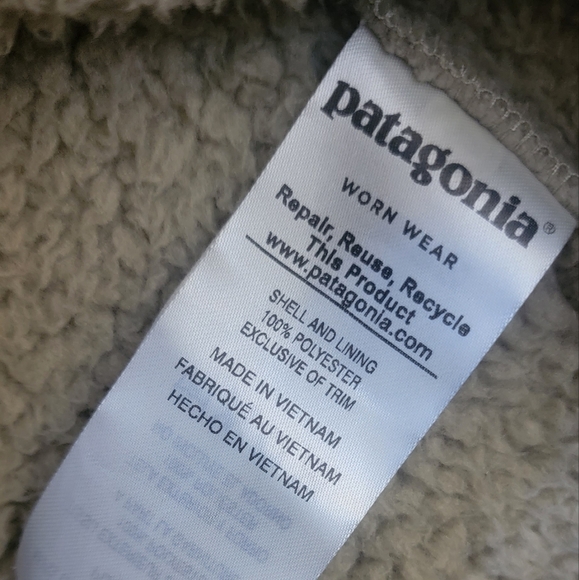 patagonia®
WORN WEAR
Repair, Reuse, Recycle
This Product
www.patagonia.com
SHELL AND LINING
100% POLYESTER
EXCLUSIVE OF TRIM
MADE IN VIETNAM
FABRIQUÉ AU VIETNAM
HECHO EN VIETNAM